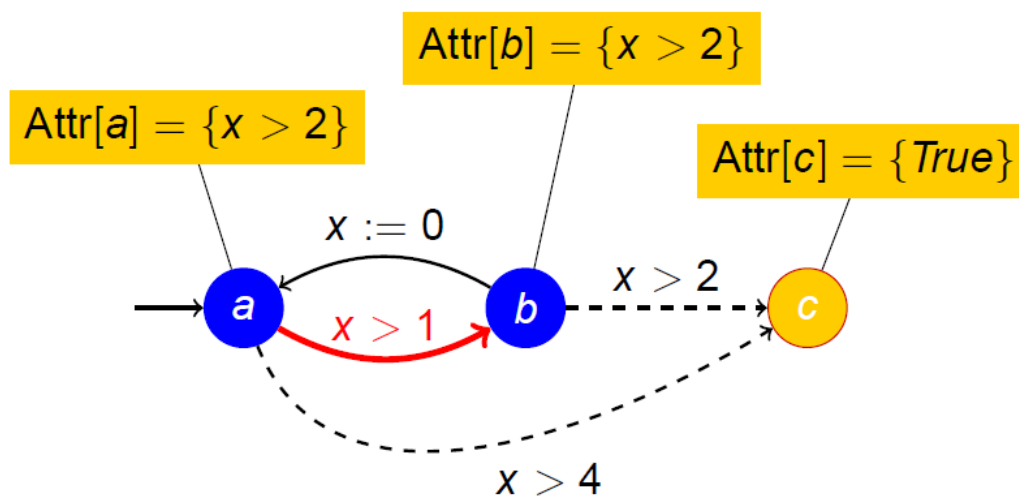 Attr[b] = {x > 2}
Attr[a] = {x > 2}
Attr[c] = {True}
x := 0
x > 2
a
b
c
x > 1
x > 4